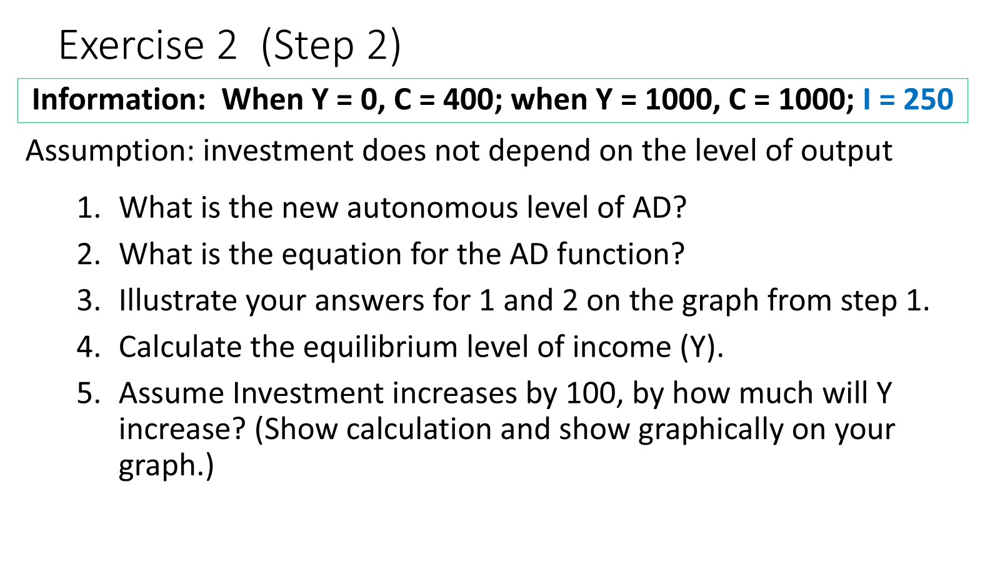 Exercise 2 (Step 2)
Information: When Y = 0, C = 400; when Y = 1000, C = 1000; I = 250
Assumption: investment does not depend on the level of output
1. What is the new autonomous level of AD?
2. What is the equation for the AD function?
3. Illustrate your answers for 1 and 2 on the graph from step 1.
4. Calculate the equilibrium level of income (Y).
5. Assume Investment increases by 100, by how much will Y
increase? (Show calculation and show graphically on your
graph.)